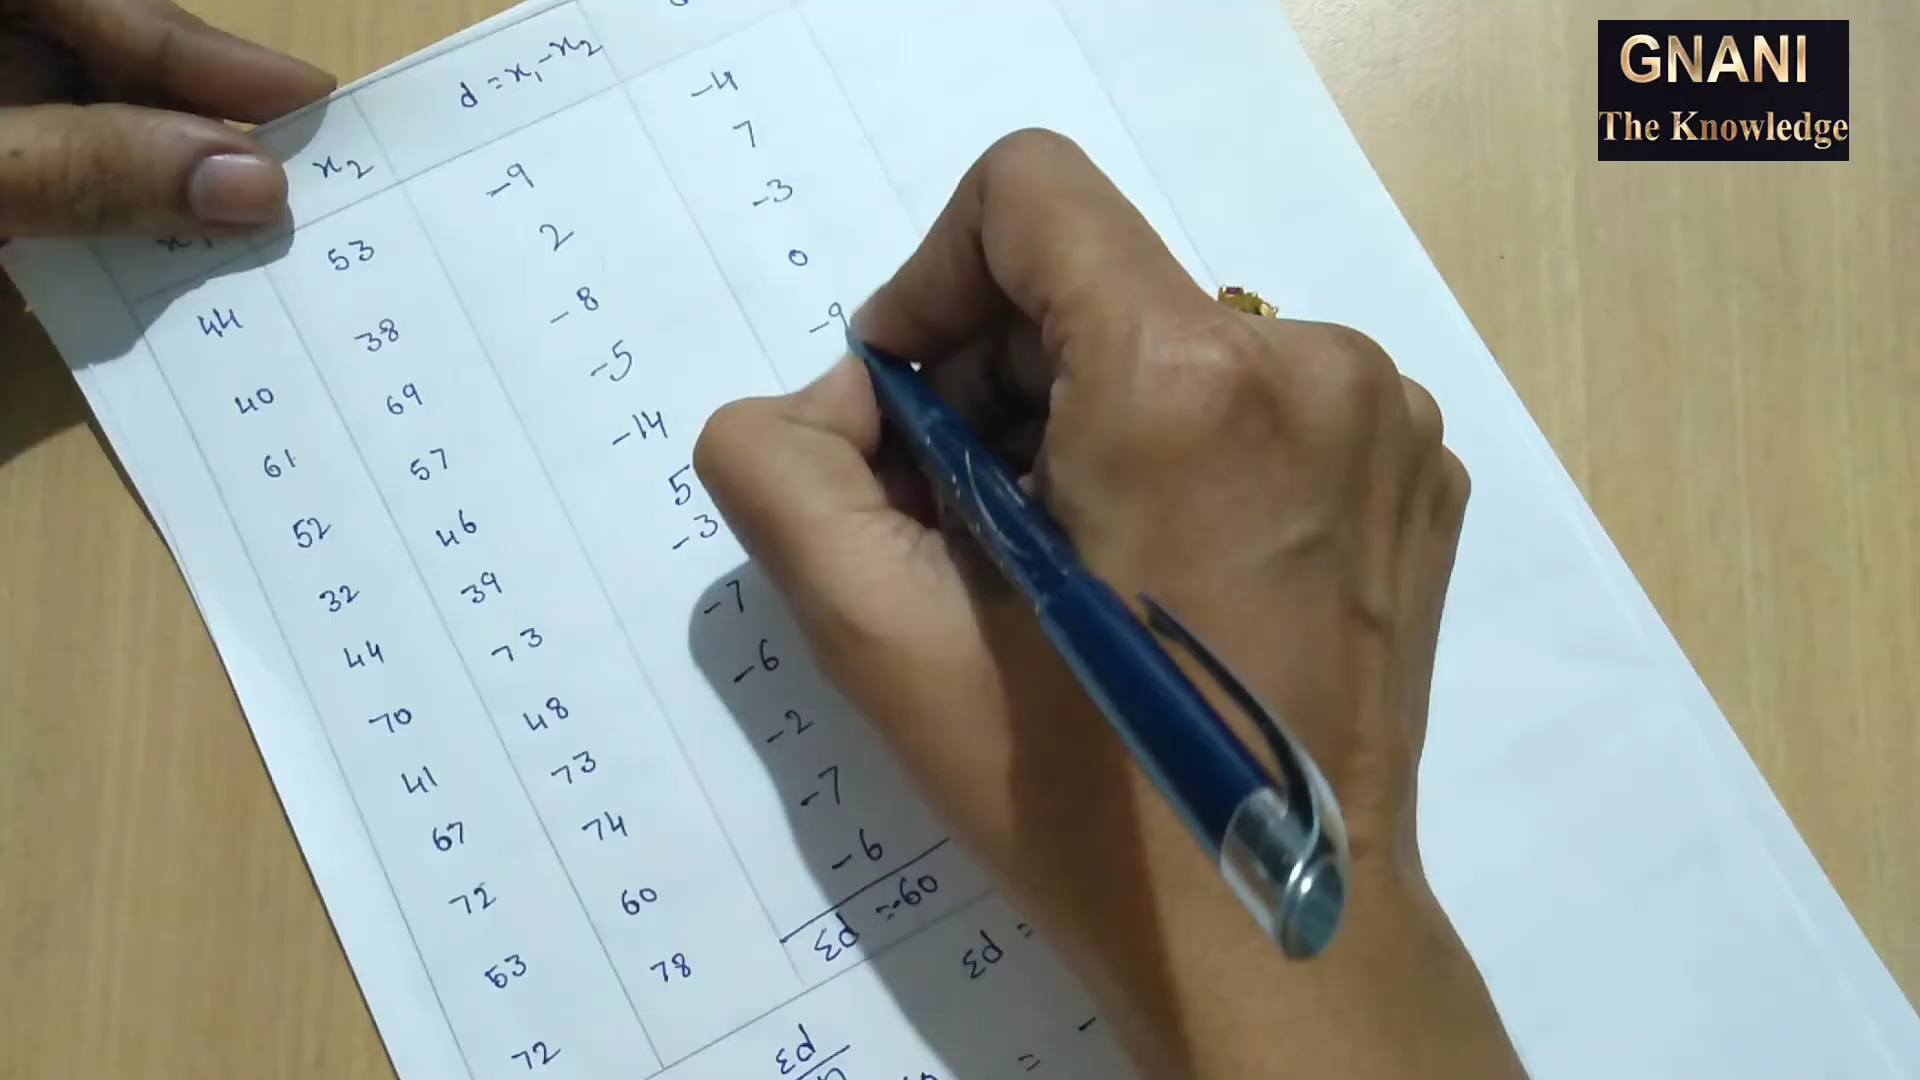 GNANI
The Knowledge
x₁ x₂ d = x₁-x₂
44 53 -9 -4
40 38 2 7
61 69 -8 -3
52 57 -5 0
32 46 -14 -9
44 39 5
70 73 -3
41 48 -7
67 73 -6
72 74 -2
53 60 -7
72 78 -6
Σd =-60
Σd =
Σd =
-